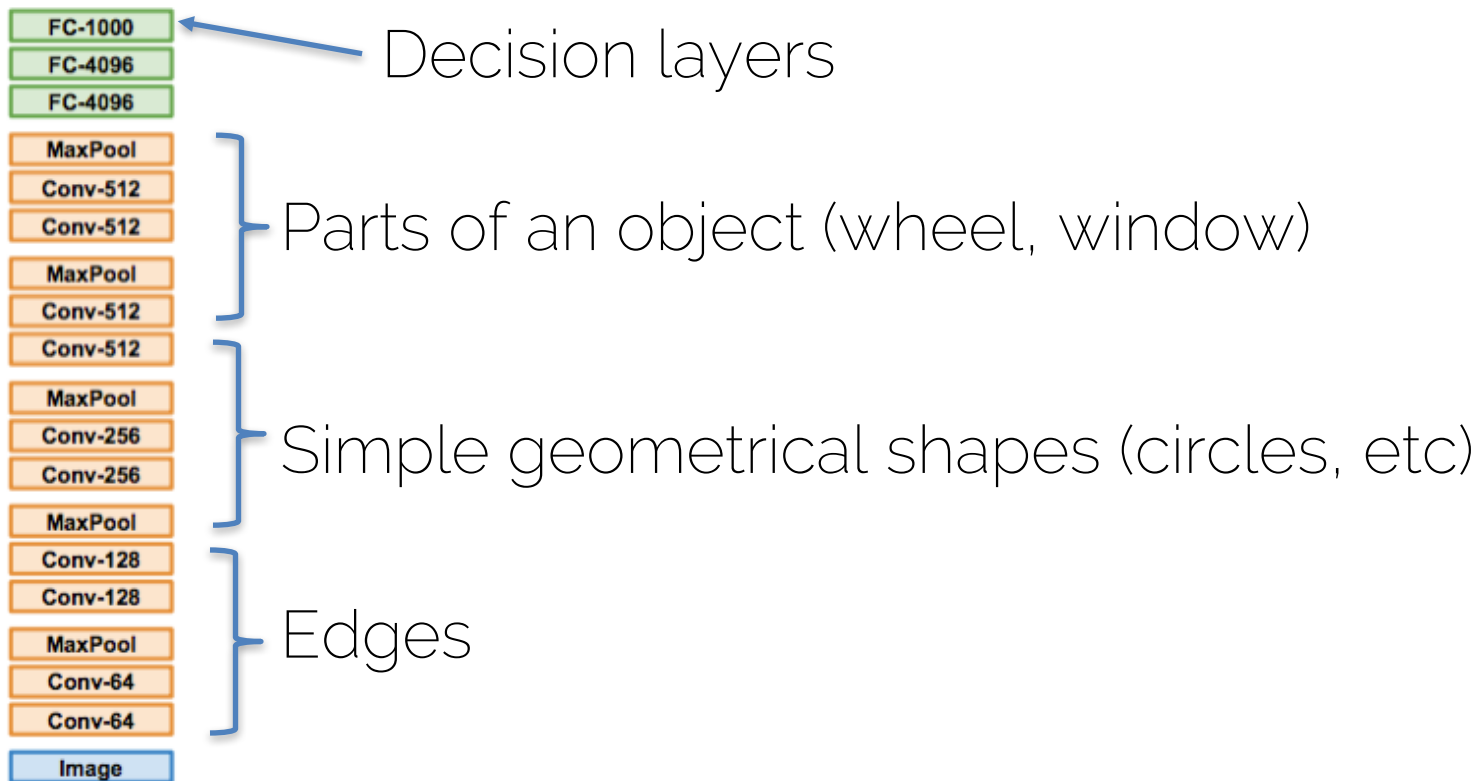 FC-1000
Decision layers
FC-4096
FC-4096
MaxPool
Conv-512
Conv-512
Parts of an object (wheel, window)
MaxPool
Conv-512
Conv-512
MaxPool
Conv-256
Simple geometrical shapes (circles, etc)
Conv-256
MaxPool
Conv-128
Conv-128
Edges
MaxPool
Conv-64
Conv-64
Image